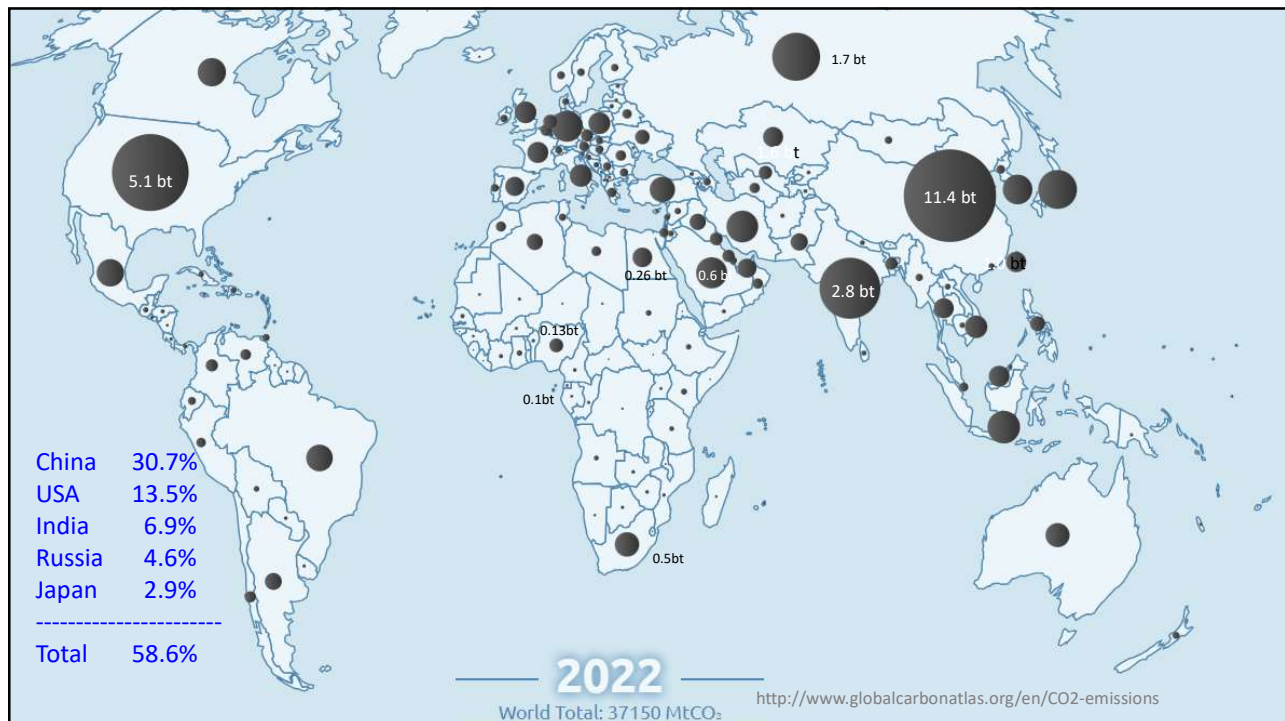 1.7 bt
t
5.1 bt
11.4 bt
bt
0.26 bt
0.6 b
2.8 bt
0.13bt
0.1bt
China 30.7%
USA 13.5%
India 6.9%
Russia 4.6%
Japan 2.9%
-----------------------
Total 58.6%
0.5bt
2022
World Total: 37150 MtCO₂
http://www.globalcarbonatlas.org/en/CO2-emissions